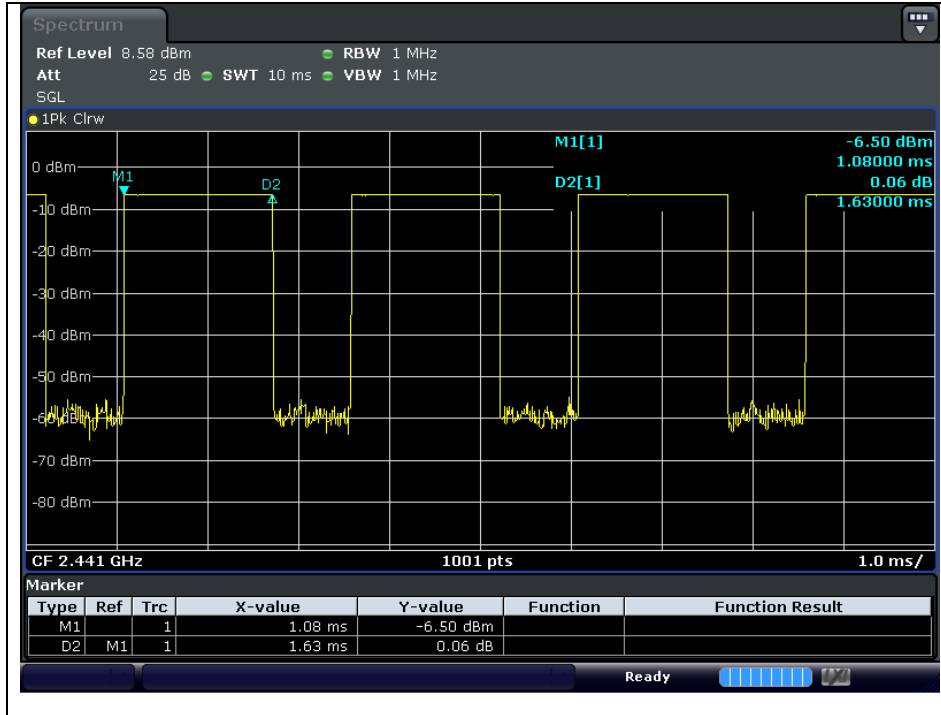 Spectrum
Ref Level 8.58 dBm RBW 1 MHz
Att 25 dB SWT 10 ms VBW 1 MHz
SGL
1Pk Clrw
M1[1] -6.50 dBm
1.08000 ms
D2[1] 0.06 dB
1.63000 ms
0 dBm
M1
D2
-10 dBm
-20 dBm
-30 dBm
-40 dBm
-50 dBm
-60 dBm
-70 dBm
-80 dBm
CF 2.441 GHz 1001 pts 1.0 ms/
Marker
Type Ref Trc X-value Y-value Function Function Result
M1 1 1.08 ms -6.50 dBm
D2 M1 1 1.63 ms 0.06 dB
Ready